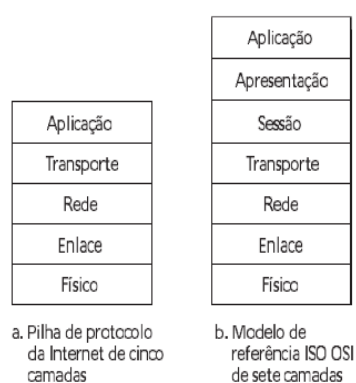 Aplicação
Transporte
Rede
Enlace
Físico
a. Pilha de protocolo
da Internet de cinco
camadas
Aplicação
Apresentação
Sessão
Transporte
Rede
Enlace
Físico
b. Modelo de
referência ISO OSI
de sete camadas